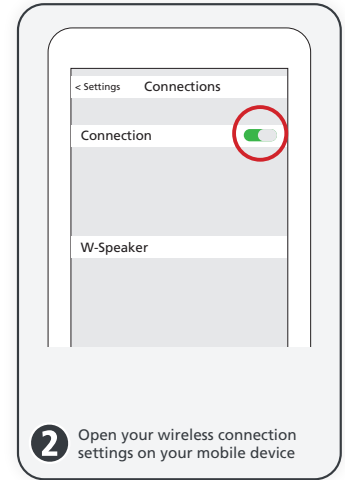 < Settings Connections
Connection
W-Speaker
2 Open your wireless connection
settings on your mobile device